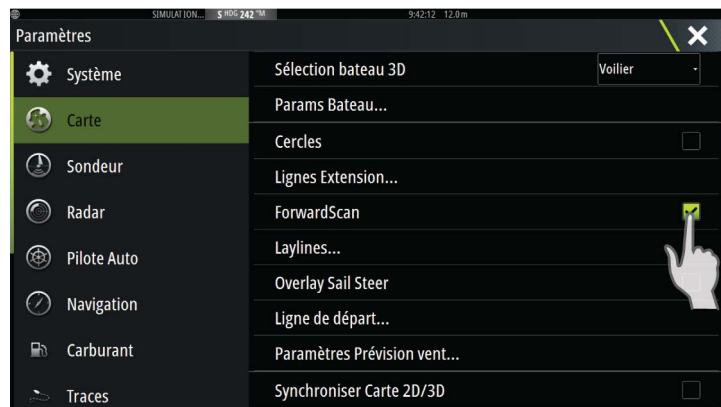 SIMULATION... S HDG 242 °M 9:42:12 12.0 m
Paramètres
Système
Carte
Sondeur
Radar
Pilote Auto
Navigation
Carburant
Traces
Sélection bateau 3D Voilier
Params Bateau...
Cercles
Lignes Extension...
ForwardScan
Laylines...
Overlay Sail Steer
Ligne de départ...
Paramètres Prévision vent...
Synchroniser Carte 2D/3D